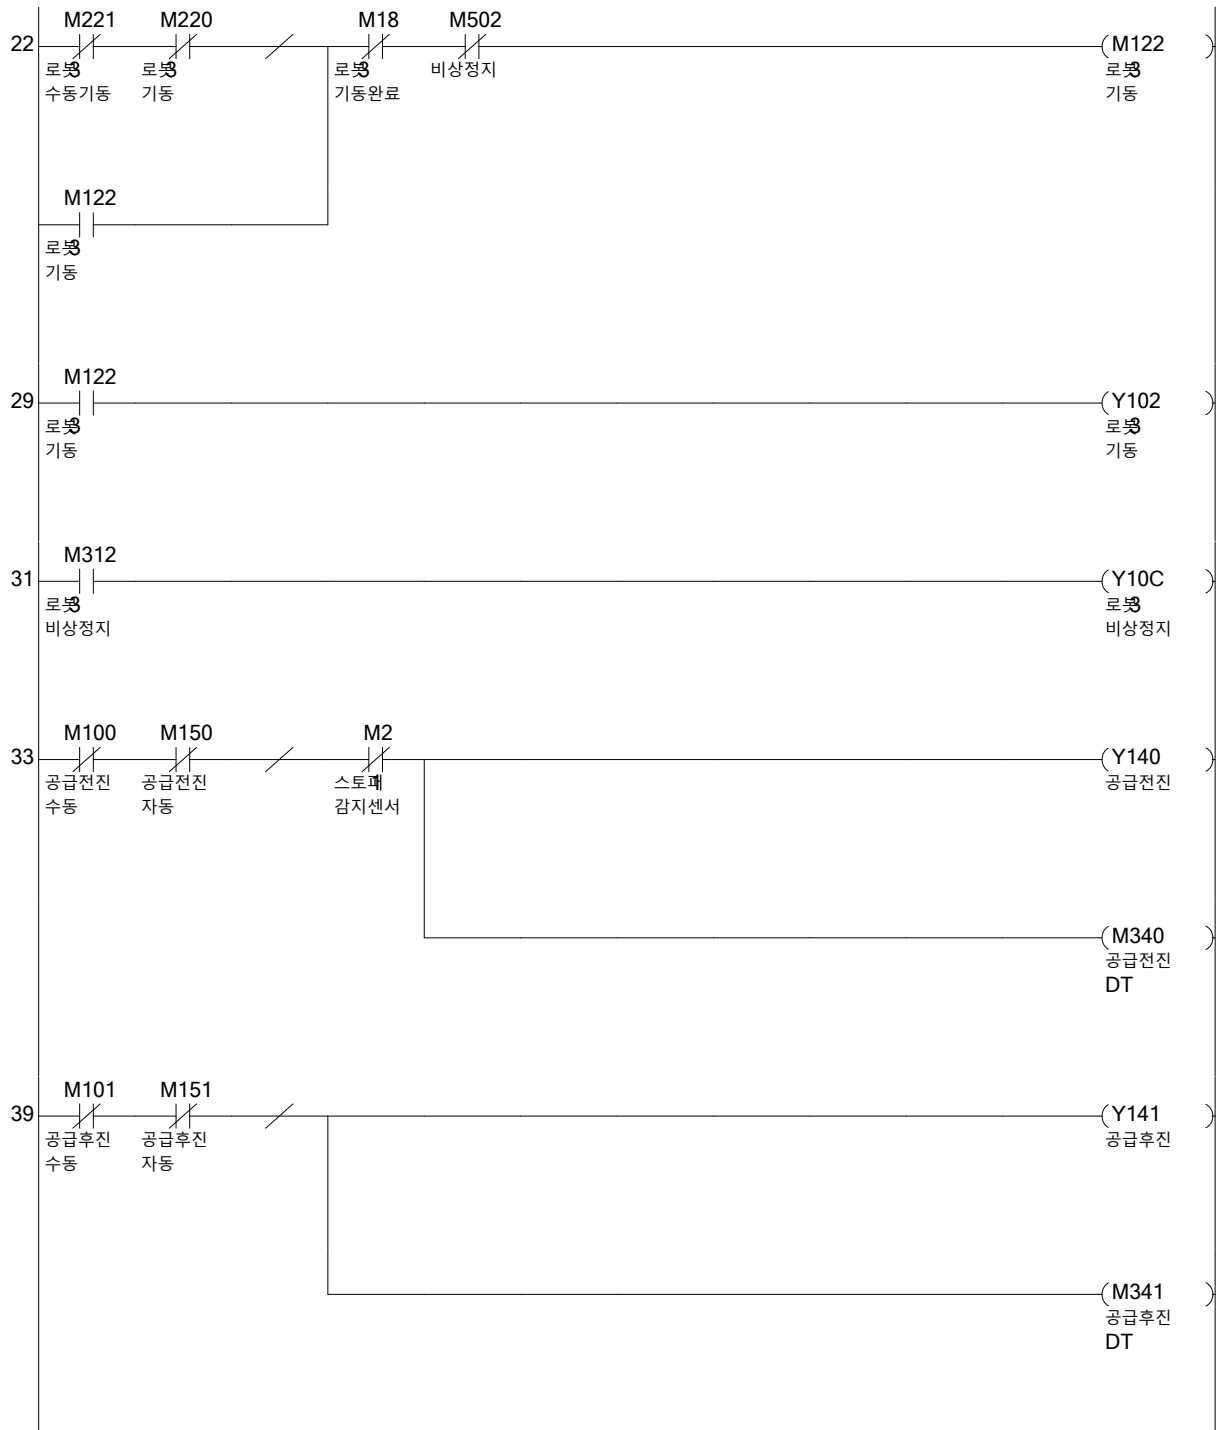 M221 M220 M18 M502
22 (M122 )
로봇3 로봇3 로봇3 비상정지 로봇3
수동기동 기동 기동완료 기동
M122
로봇3
기동
M122
29 (Y102 )
로봇3 로봇3
기동 기동
M312
31 (Y10C )
로봇3 로봇3
비상정지 비상정지
M100 M150 M2
33 (Y140 )
공급전진 공급전진 스토퍼1 공급전진
수동 자동 감지센서
(M340 )
공급전진
DT
M101 M151
39 (Y141 )
공급후진 공급후진 공급후진
수동 자동
(M341 )
공급후진
DT